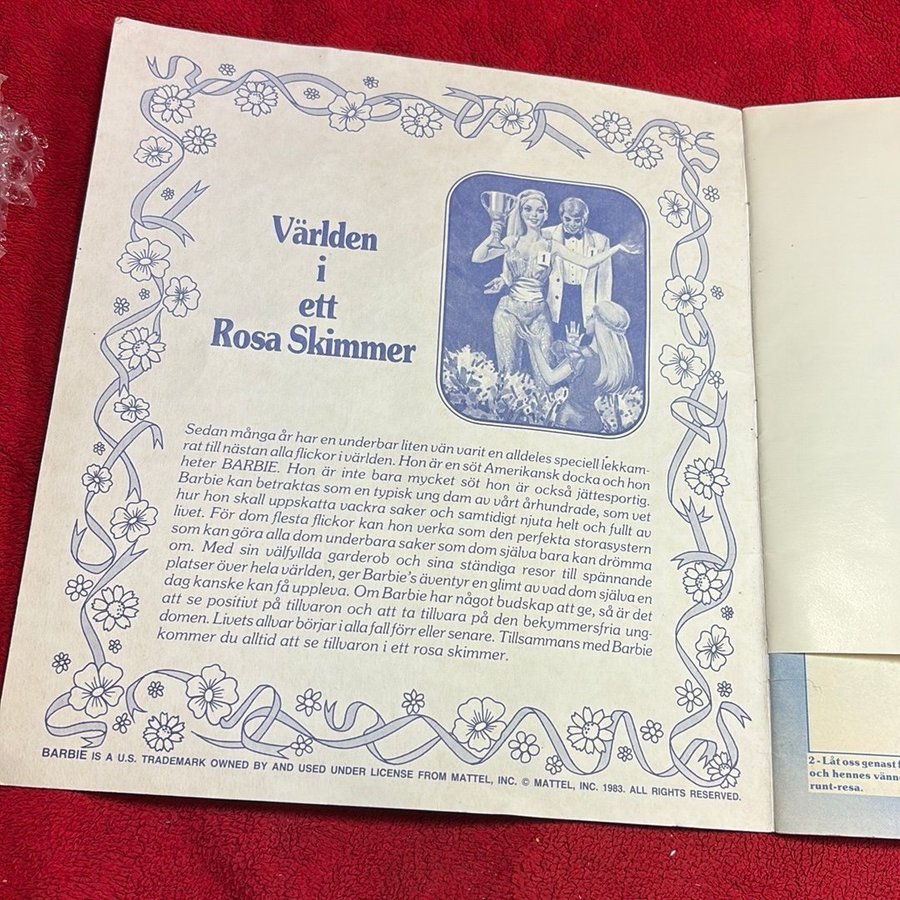 Världen
i
ett
Rosa Skimmer
1
1
Sedan många år har en underbar liten vän varit en alldeles speciell lekkam-
rat till nästan alla flickor i världen. Hon är en söt Amerikansk docka och hon
heter BARBIE. Hon är inte bara mycket söt hon är också jättesportig.
Barbie kan betraktas som en typisk ung dam av vårt århundrade, som vet
hur hon skall uppskatta vackra saker och samtidigt njuta helt och fullt av
livet. För dom flesta flickor kan hon verka som den perfekta storasystern
som kan göra alla dom underbara saker som dom själva bara kan drömma
om. Med sin välfyllda garderob och sina ständiga resor till spännande
platser över hela världen, ger Barbie's äventyr en glimt av vad dom själva en
dag kanske kan få uppleva. Om Barbie har något budskap att ge, så är det
att se positivt på tillvaron och att ta tillvara på den bekymmersfria ung-
domen. Livets allvar börjar i alla fall förr eller senare. Tillsammans med Barbie
kommer du alltid att se tillvaron i ett rosa skimmer.
BARBIE IS A U.S. TRADEMARK OWNED BY AND USED UNDER LICENSE FROM MATTEL, INC. © MATTEL, INC. 1983. ALL RIGHTS RESERVED.
2 - Låt oss genast
och hennes vänn
runt-resa.